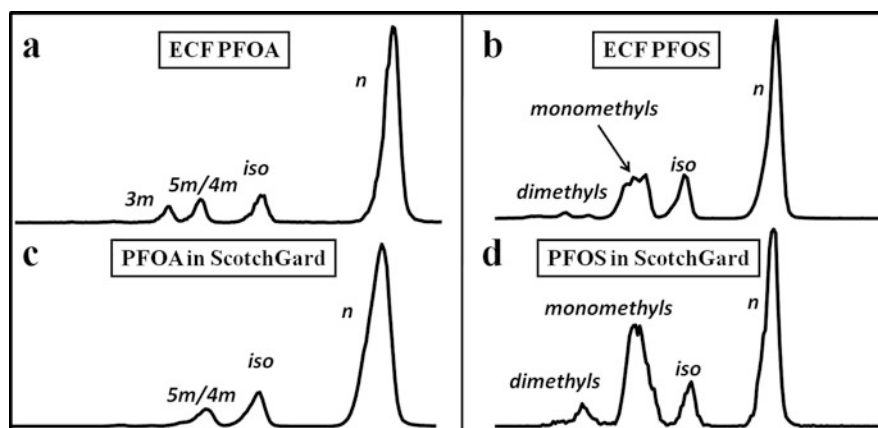 a
ECF PFOA
n
3m
5m/4m
iso
b
ECF PFOS
n
monomethyls
dimethyls
iso
c
PFOA in ScotchGard
n
5m/4m
iso
d
PFOS in ScotchGard
monomethyls
n
dimethyls
iso